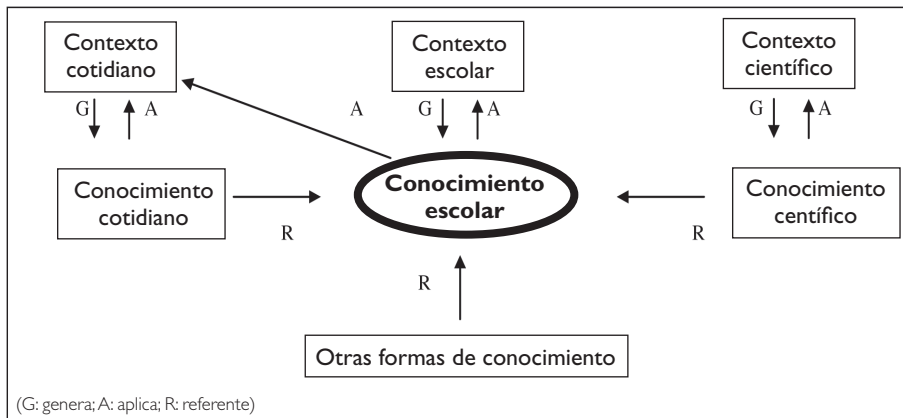 Contexto
cotidiano
Contexto
escolar
Contexto
científico
G
A
A
G
A
G
A
Conocimiento
cotidiano
Conocimiento
escolar
Conocimiento
centífico
R
R
R
Otras formas de conocimiento
(G: genera; A: aplica; R: referente)